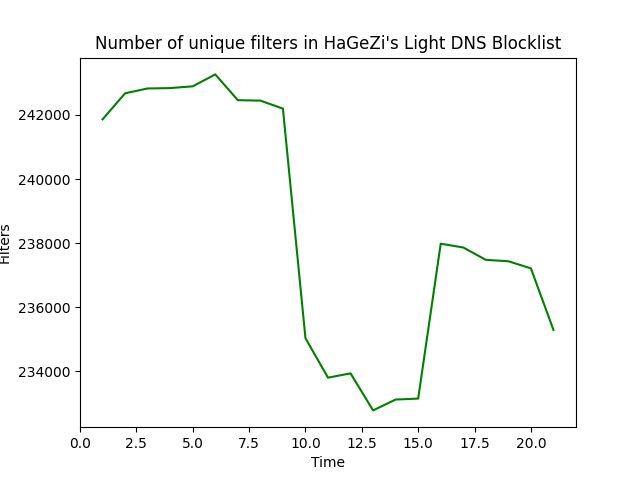 Number of unique filters in HaGeZi's Light DNS Blocklist
242000
240000
238000
236000
234000
Filters
0.0 2.5 5.0 7.5 10.0 12.5 15.0 17.5 20.0
Time